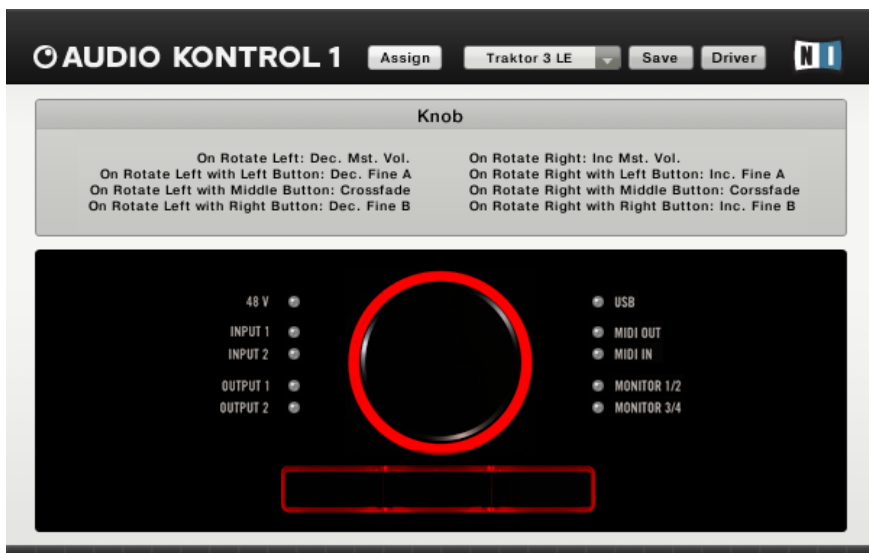 AUDIO KONTROL 1 Assign Traktor 3 LE Save Driver NI
Knob
On Rotate Left: Dec. Mst. Vol.
On Rotate Left with Left Button: Dec. Fine A
On Rotate Left with Middle Button: Crossfade
On Rotate Left with Right Button: Dec. Fine B
On Rotate Right: Inc Mst. Vol.
On Rotate Right with Left Button: Inc. Fine A
On Rotate Right with Middle Button: Corssfade
On Rotate Right with Right Button: Inc. Fine B
48 V
INPUT 1
INPUT 2
OUTPUT 1
OUTPUT 2
USB
MIDI OUT
MIDI IN
MONITOR 1/2
MONITOR 3/4